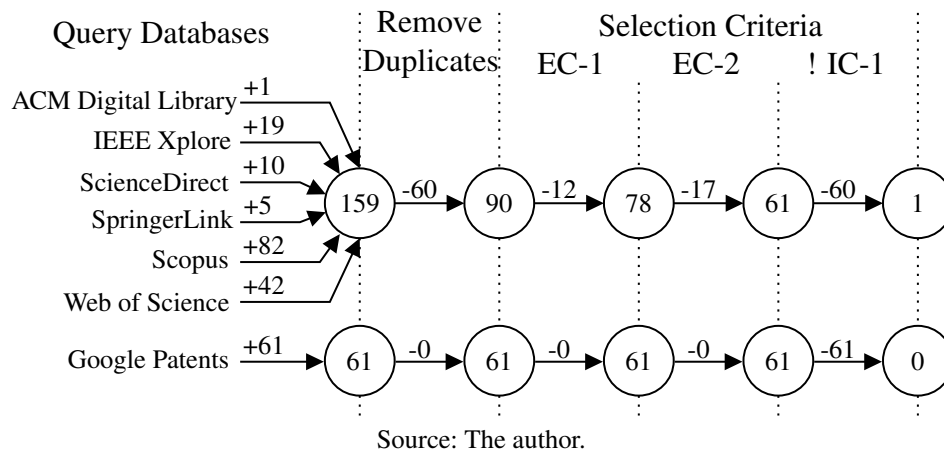 Query Databases
Remove
Duplicates
Selection Criteria
EC-1 EC-2 ! IC-1
ACM Digital Library +1
IEEE Xplore +19
ScienceDirect +10
SpringerLink +5
Scopus +82
Web of Science +42
159 -60 90 -12 78 -17 61 -60 1
Google Patents +61 61 -0 61 -0 61 -0 61 -61 0
Source: The author.